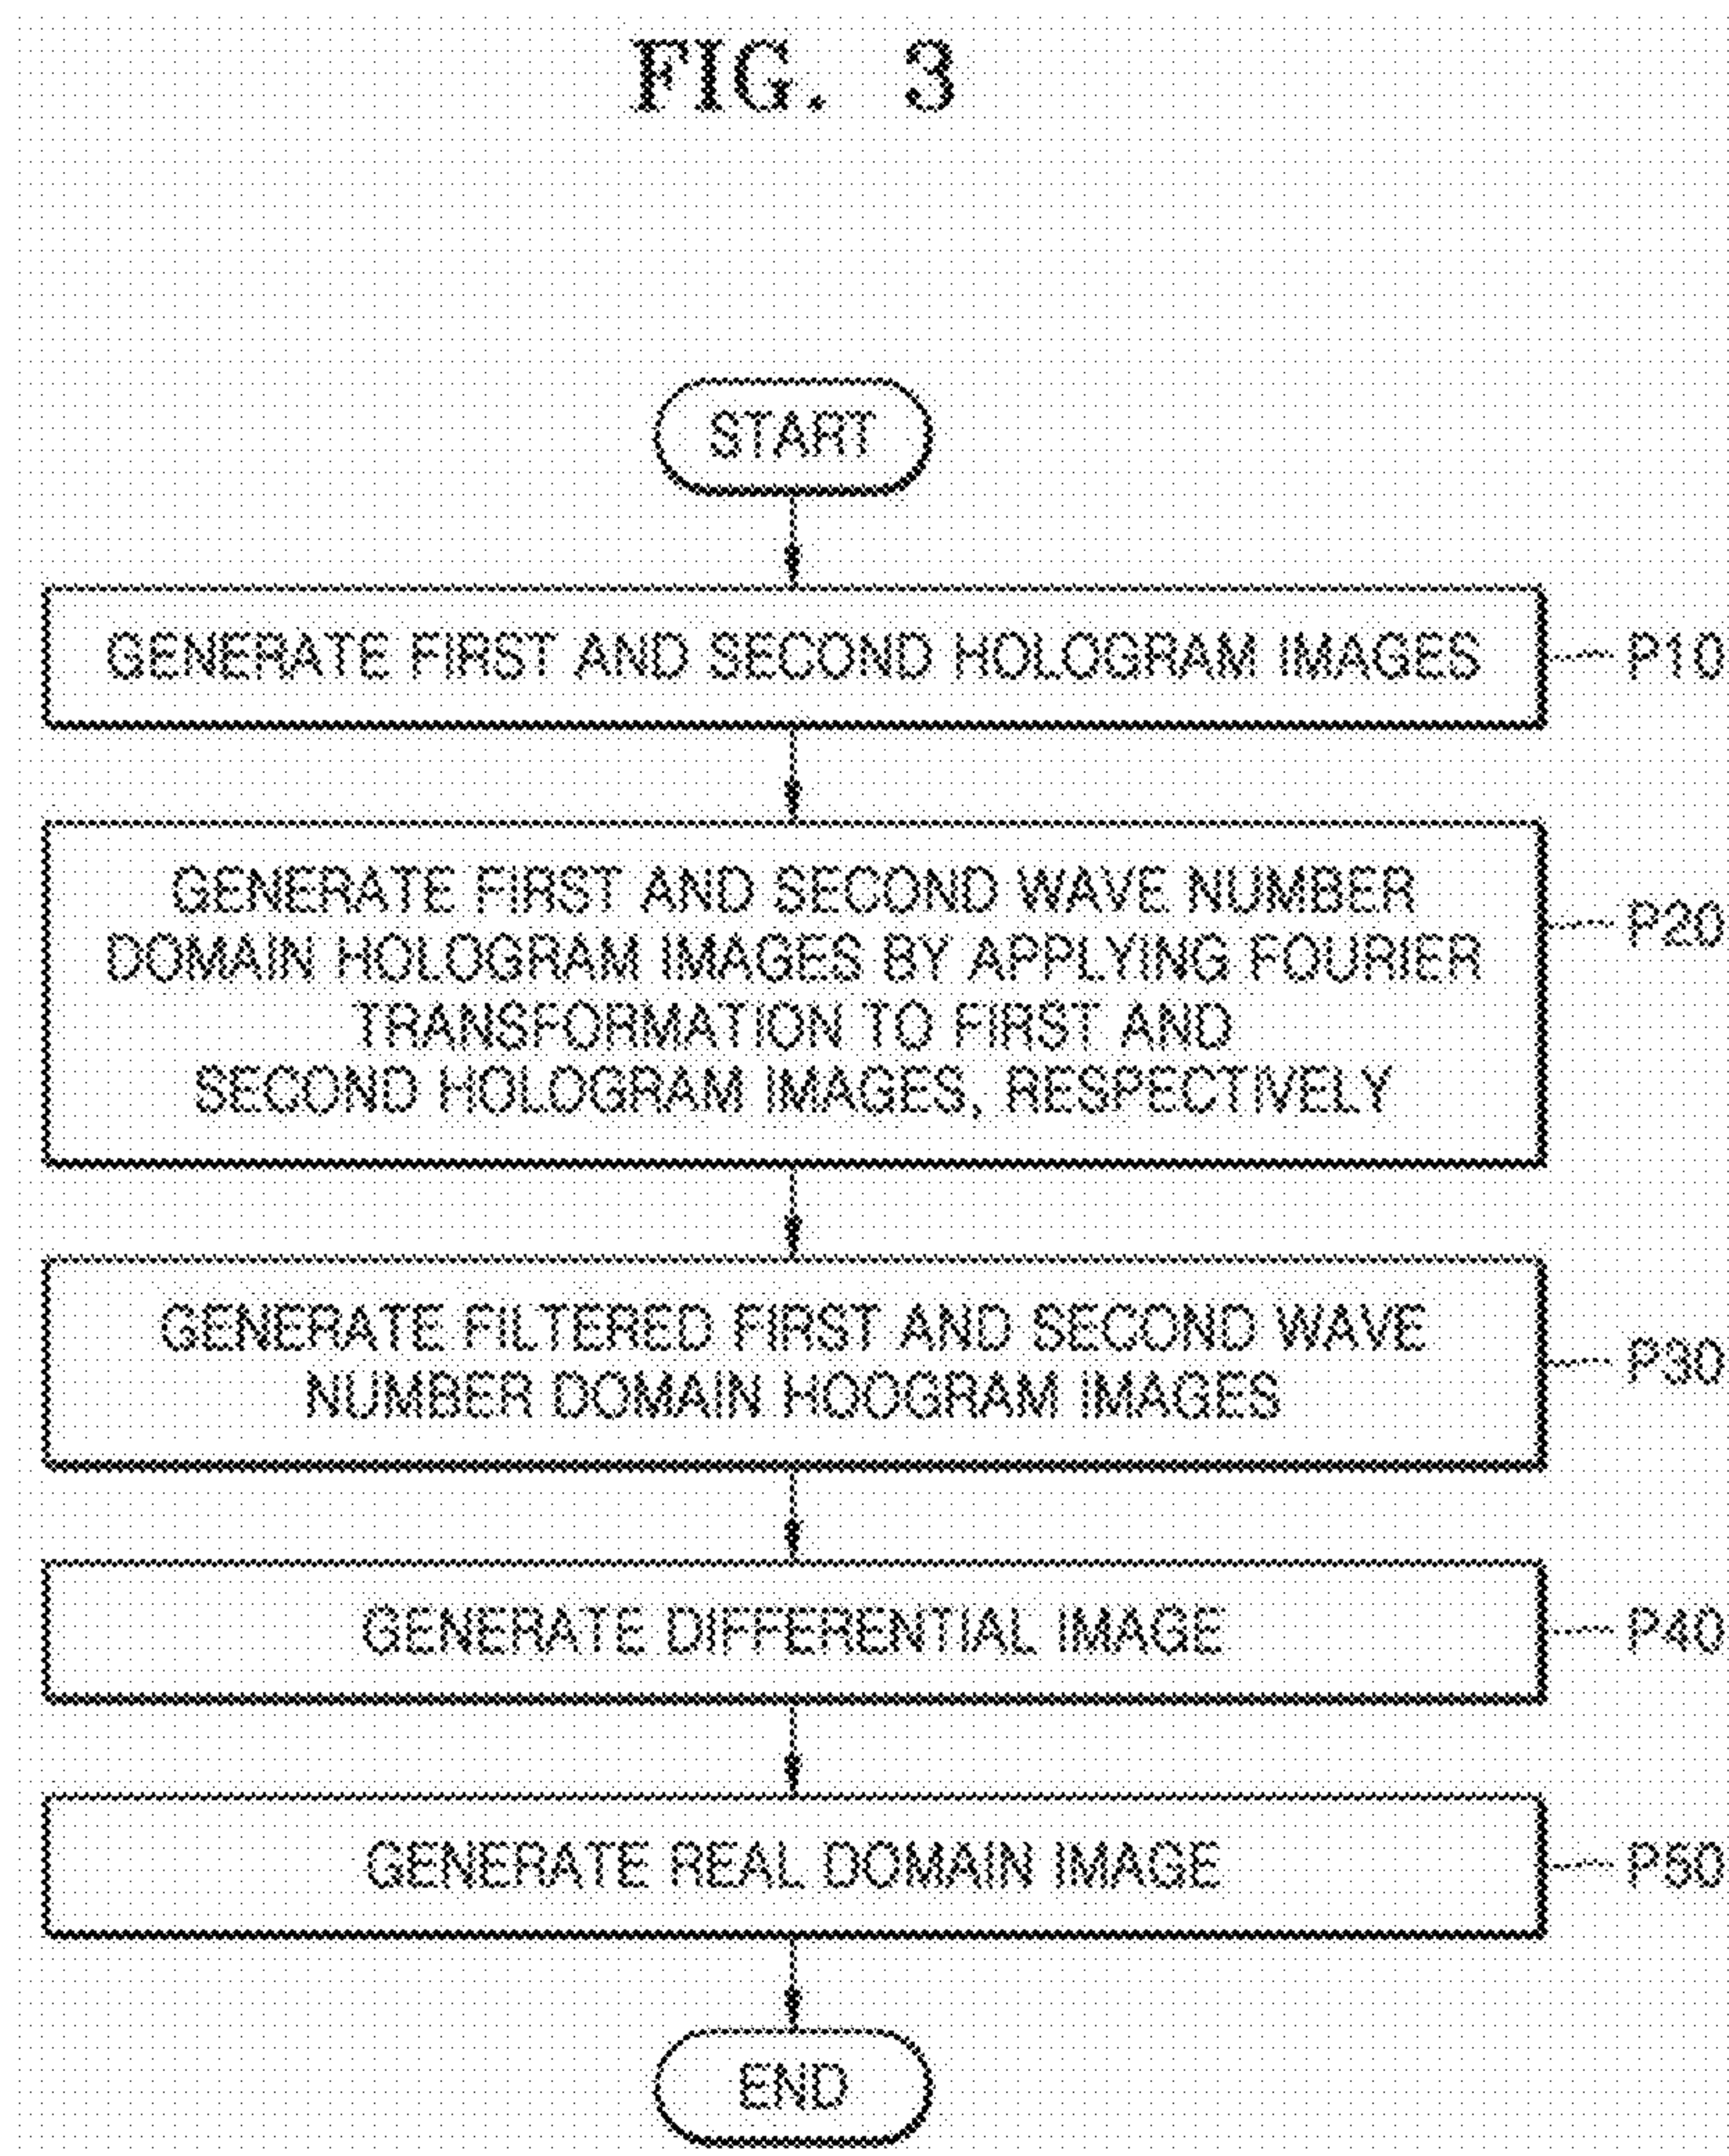 FIG. 3
START
GENERATE FIRST AND SECOND HOLOGRAM IMAGES
P10
GENERATE FIRST AND SECOND WAVE NUMBER
DOMAIN HOLOGRAM IMAGES BY APPLYING FOURIER
TRANSFORMATION TO FIRST AND
SECOND HOLOGRAM IMAGES, RESPECTIVELY
P20
GENERATE FILTERED FIRST AND SECOND WAVE
NUMBER DOMAIN HOOGRAM IMAGES
P30
GENERATE DIFFERENTIAL IMAGE
P40
GENERATE REAL DOMAIN IMAGE
P50
END